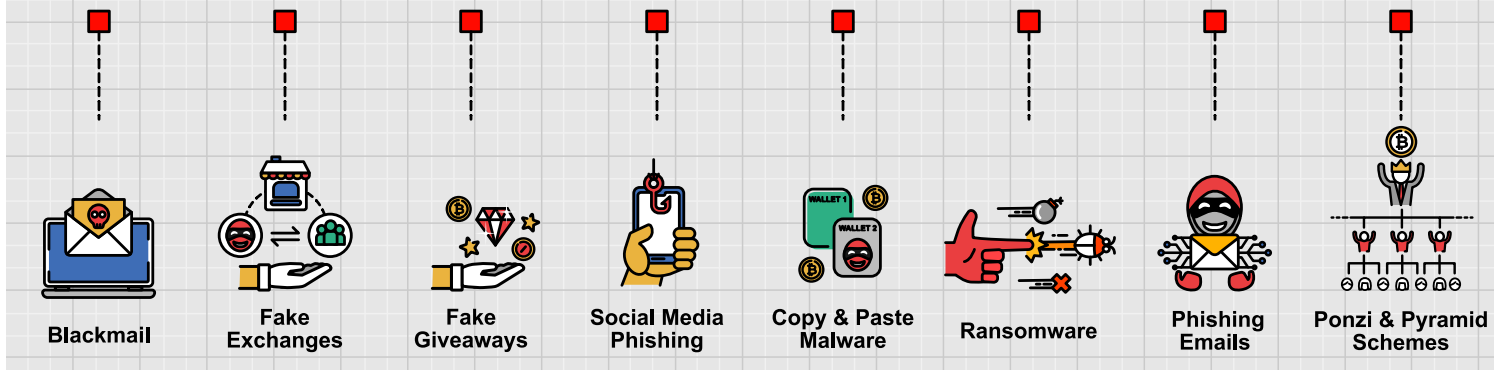 WALLET 1
WALLET 2
Blackmail
Fake
Exchanges
Fake
Giveaways
Social Media
Phishing
Copy & Paste
Malware
Ransomware
Phishing
Emails
Ponzi & Pyramid
Schemes